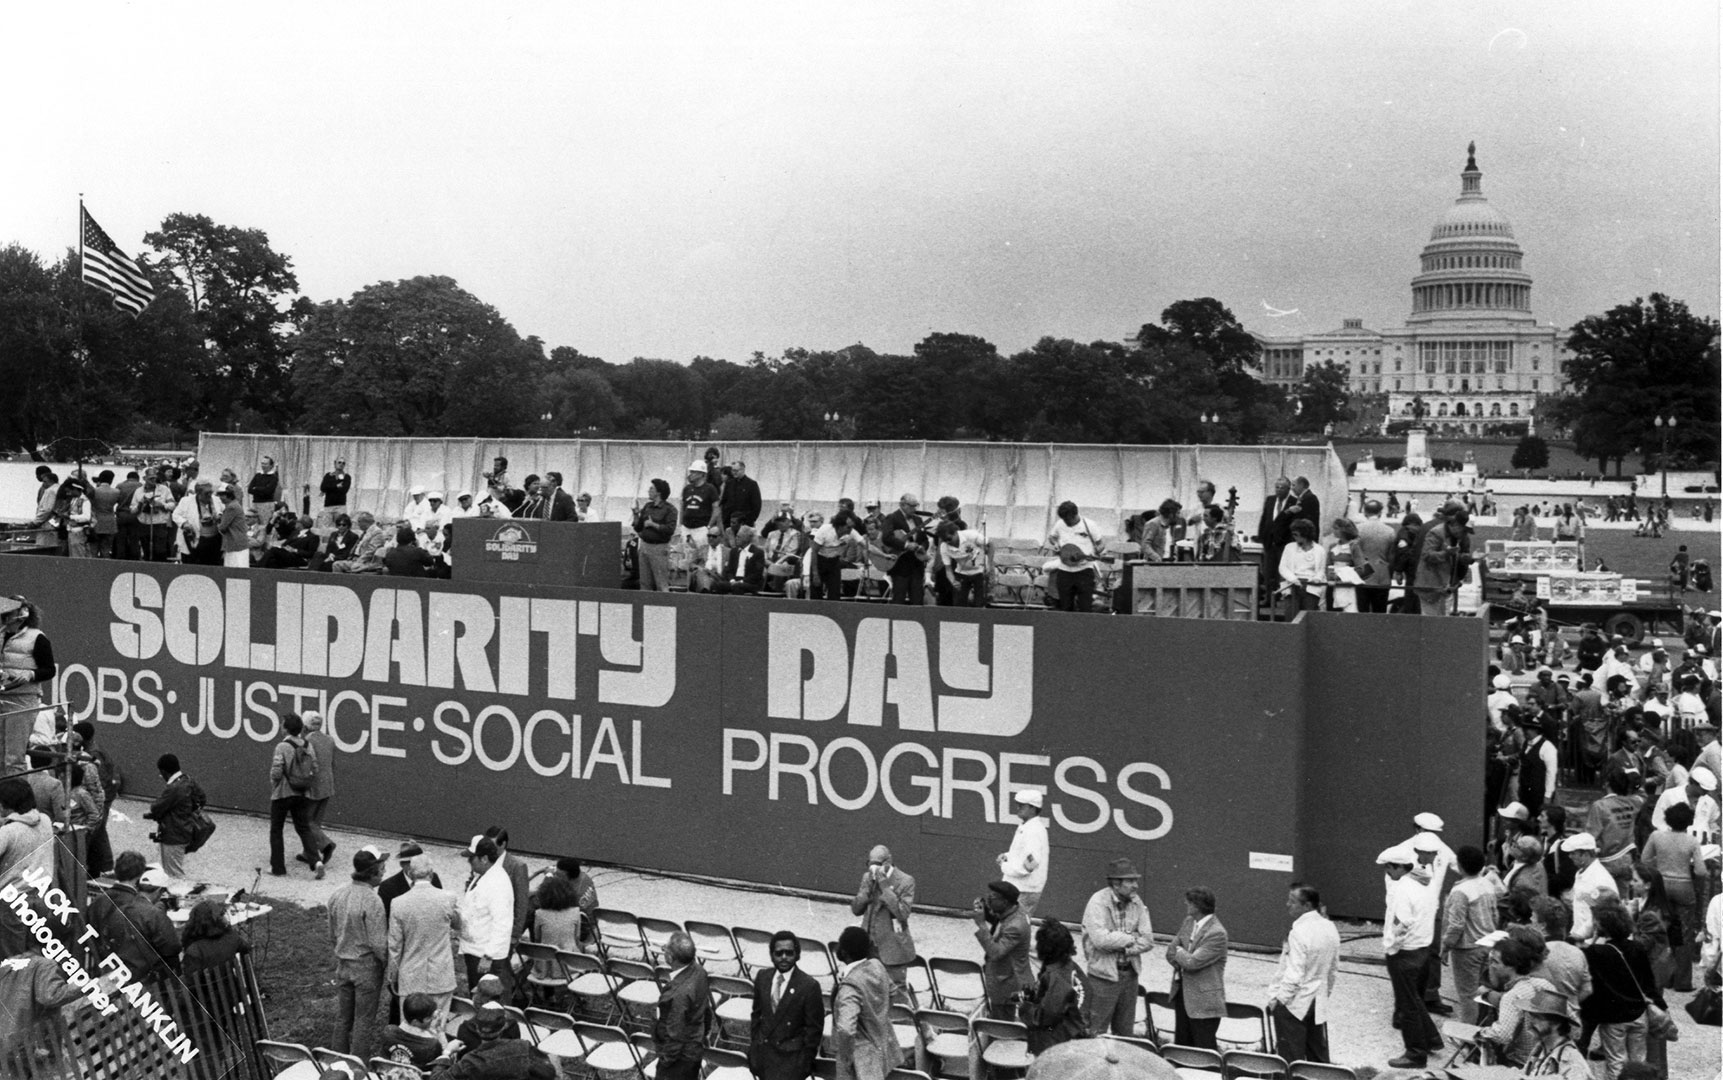 SOLIDARITY
DAY
SOLIDARITY DAY
JOBS·JUSTICE·SOCIAL PROGRESS
JACK T. FRANKLIN
photographer